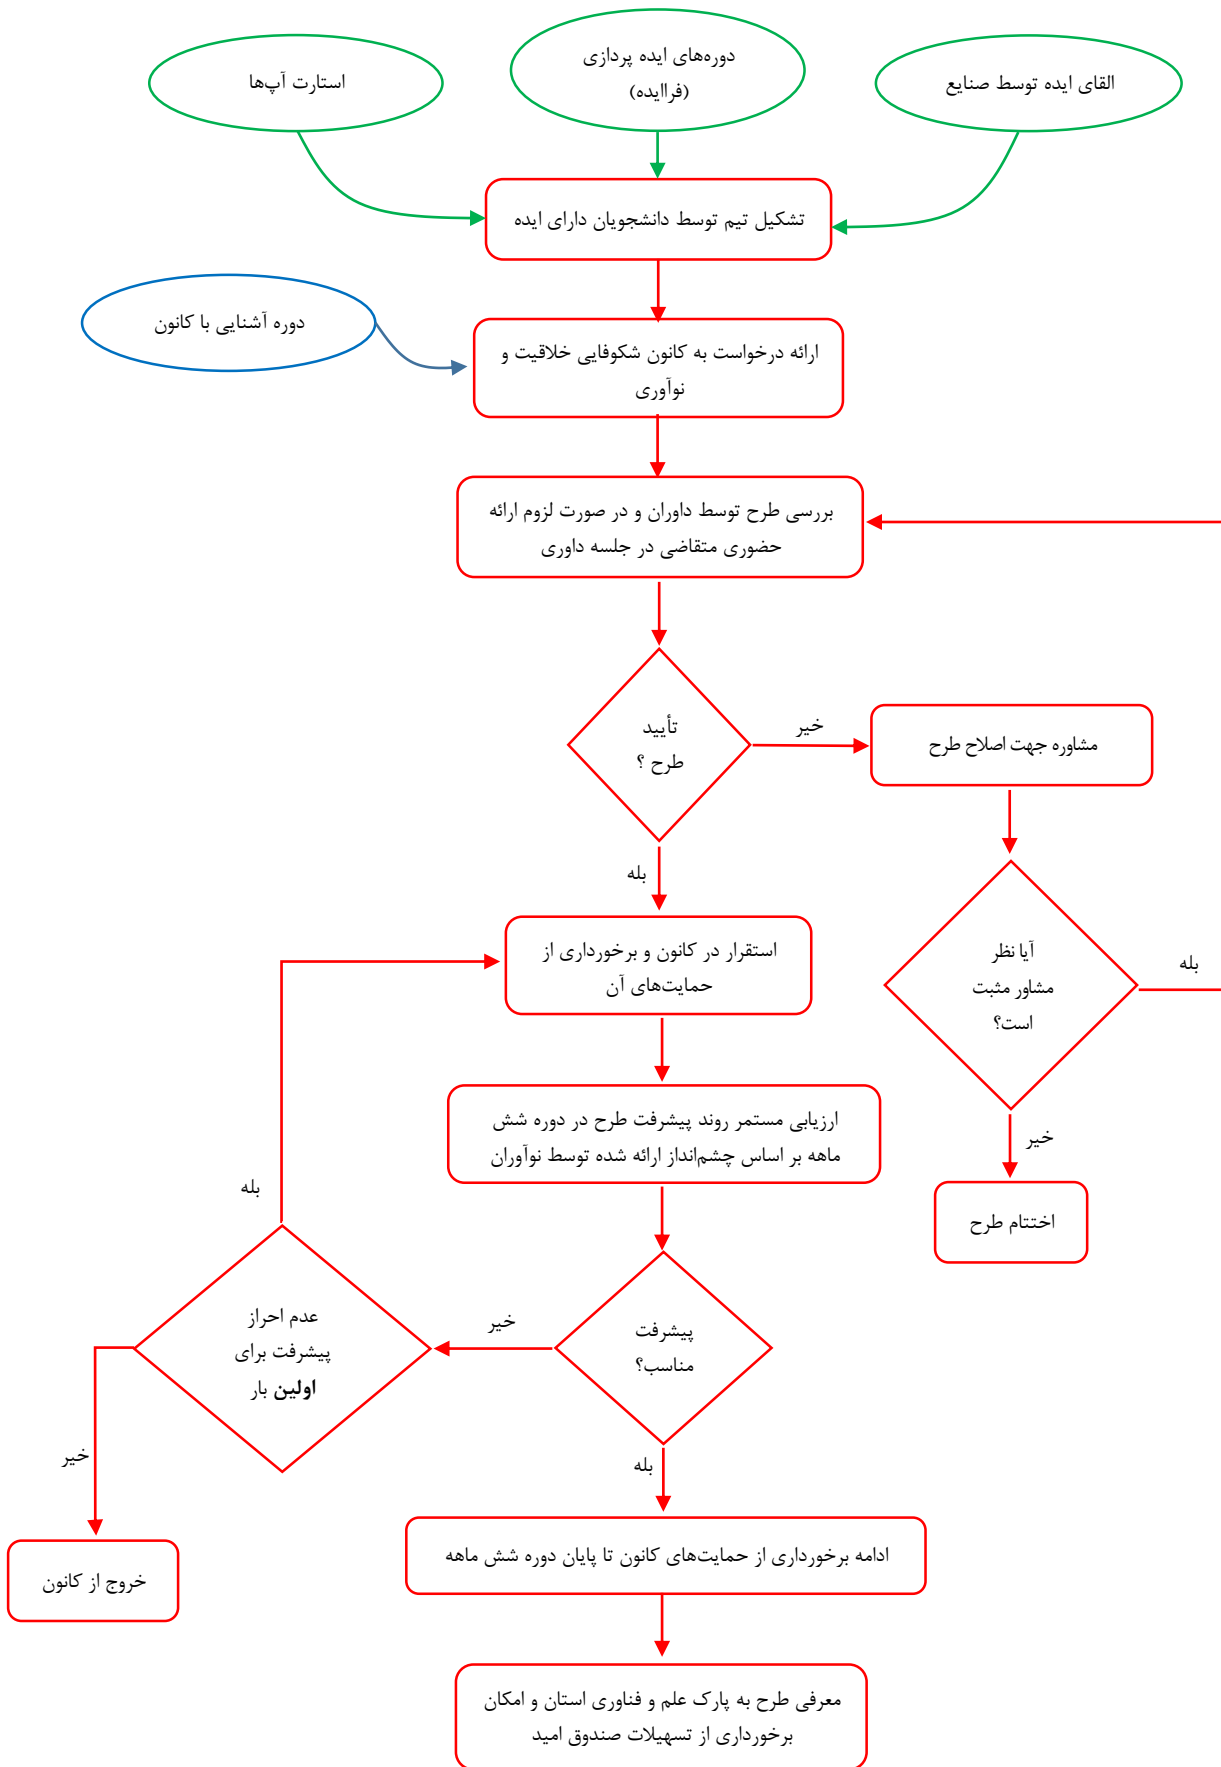 القای ایده توسط صنایع
دوره‌های ایده پردازی
(فراایده)
استارت آپ‌ها
تشکیل تیم توسط دانشجویان دارای ایده
دوره آشنایی با کانون
ارائه درخواست به کانون شکوفایی خلاقیت و
نوآوری
بررسی طرح توسط داوران و در صورت لزوم ارائه
حضوری متقاضی در جلسه داوری
تأیید
طرح ؟
خیر
مشاوره جهت اصلاح طرح
بله
آیا نظر
مشاور مثبت
است؟
بله
خیر
اختتام طرح
استقرار در کانون و برخورداری از
حمایت‌های آن
ارزیابی مستمر روند پیشرفت طرح در دوره شش
ماهه بر اساس چشم‌انداز ارائه شده توسط نوآوران
پیشرفت
مناسب؟
خیر
عدم احراز
پیشرفت برای
اولین بار
بله
خیر
خروج از کانون
بله
ادامه برخورداری از حمایت‌های کانون تا پایان دوره شش ماهه
معرفی طرح به پارک علم و فناوری استان و امکان
برخورداری از تسهیلات صندوق امید